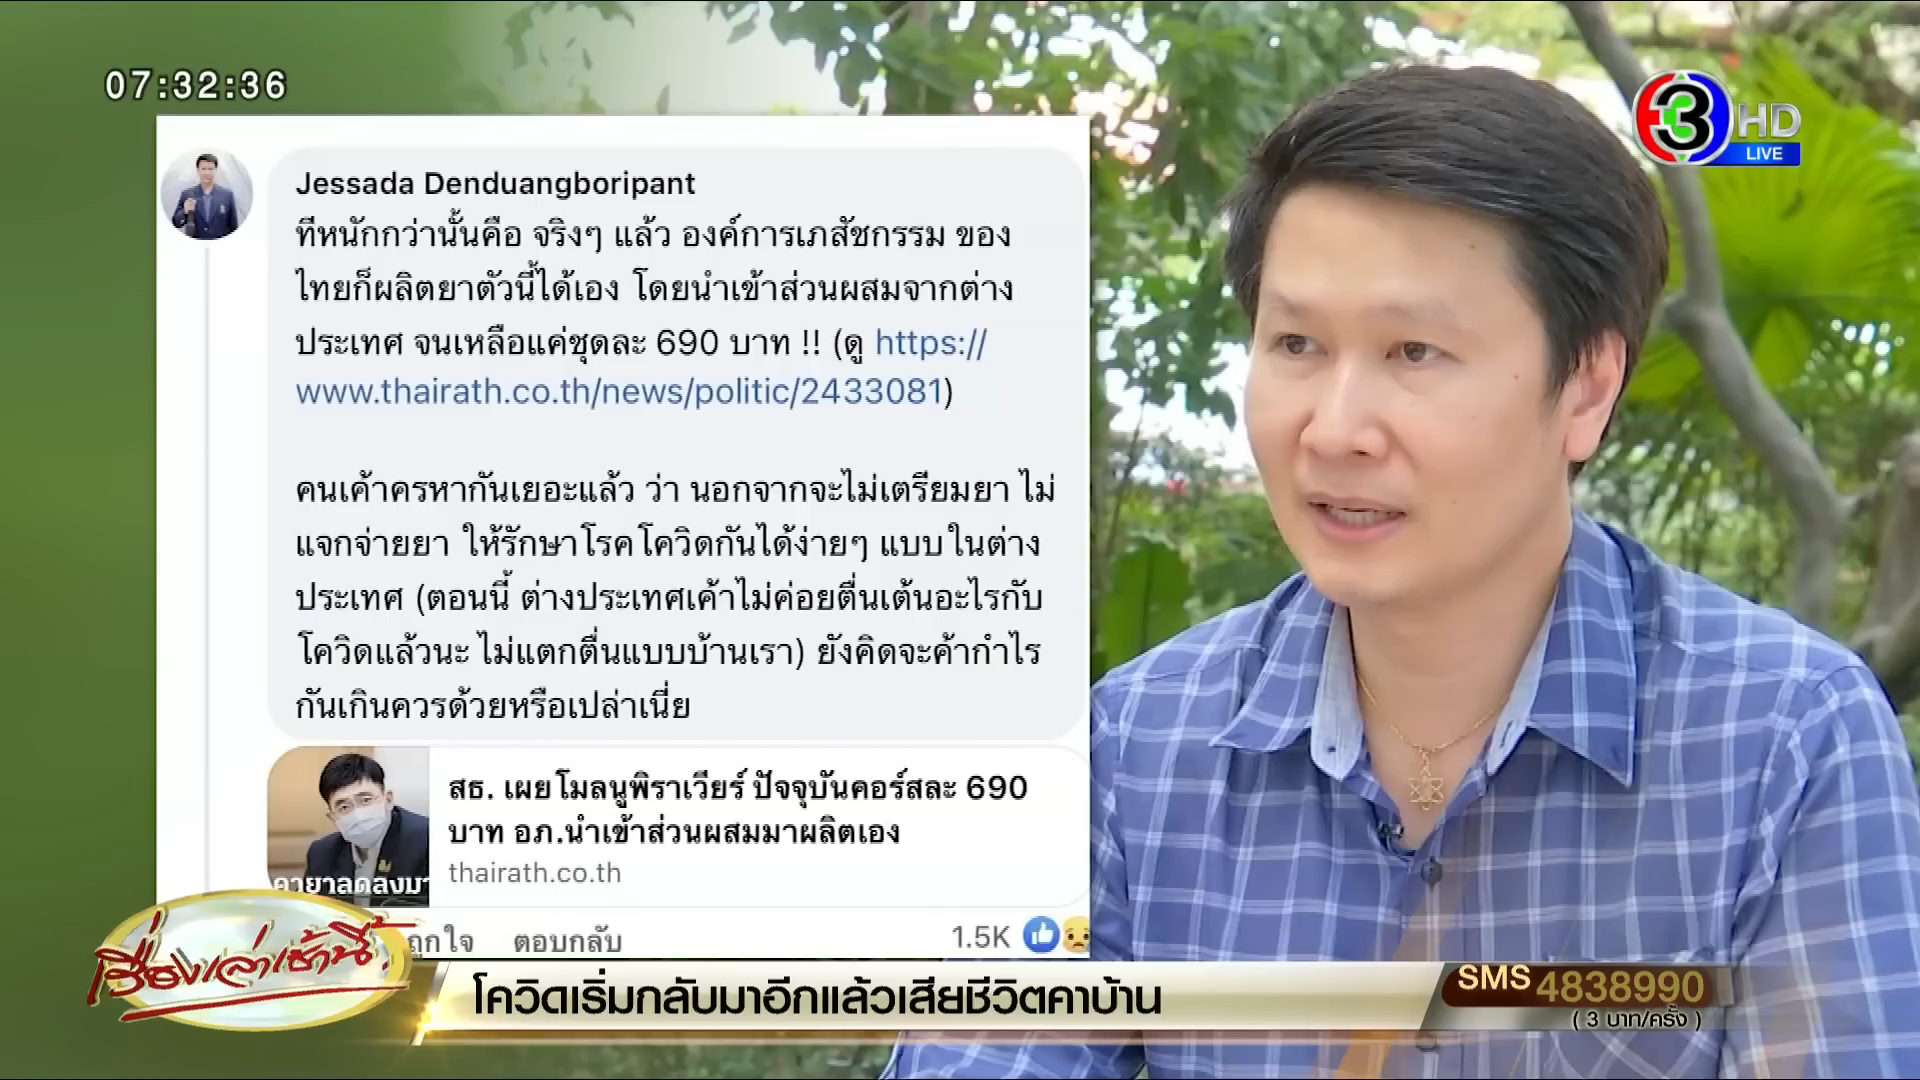 07:32:36
3 HD
LIVE
Jessada Denduangboripant
ทีหนักกว่านั้นคือ จริงๆ แล้ว องค์การเภสัชกรรม ของ
ไทยก็ผลิตยาตัวนี้ได้เอง โดยนำเข้าส่วนผสมจากต่าง
ประเทศ จนเหลือแค่ชุดละ 690 บาท !! (ดู https://
www.thairath.co.th/news/politic/2433081)
คนเค้าครหากันเยอะแล้ว ว่า นอกจากจะไม่เตรียมยา ไม่
แจกจ่ายยา ให้รักษาโรคโควิดกันได้ง่ายๆ แบบในต่าง
ประเทศ (ตอนนี้ ต่างประเทศเค้าไม่ค่อยตื่นเต้นอะไรกับ
โควิดแล้วนะ ไม่แตกตื่นแบบบ้านเรา) ยังคิดจะค้ากำไร
กันเกินควรด้วยหรือเปล่าเนี่ย
สธ. เผยโมลนูพิราเวียร์ ปัจจุบันคอร์สละ 690
บาท อภ.นำเข้าส่วนผสมมาผลิตเอง
thairath.co.th
ถูกใจ ตอบกลับ 1.5K
เรื่องเล่าเช้านี้
โควิดเริ่มกลับมาอีกแล้วเสียชีวิตคาบ้าน
SMS 4838990
( 3 บาท/ครั้ง )